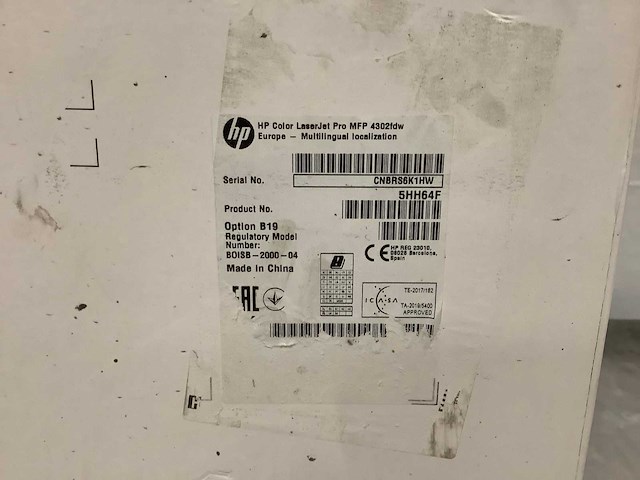 hp
HP Color LaserJet Pro MFP 4302fdw
Europe – Multilingual localization
Serial No.
CNBRS6K1HW
5HH64F
Product No.
Option B19
Regulatory Model
Number:
BOISB-2000-04
Made in China
CE
HP REG 23010,
08028 Barcelona,
Spain
EAC
ICASA
TE-2017/182
TA-2019/5400
APPROVED